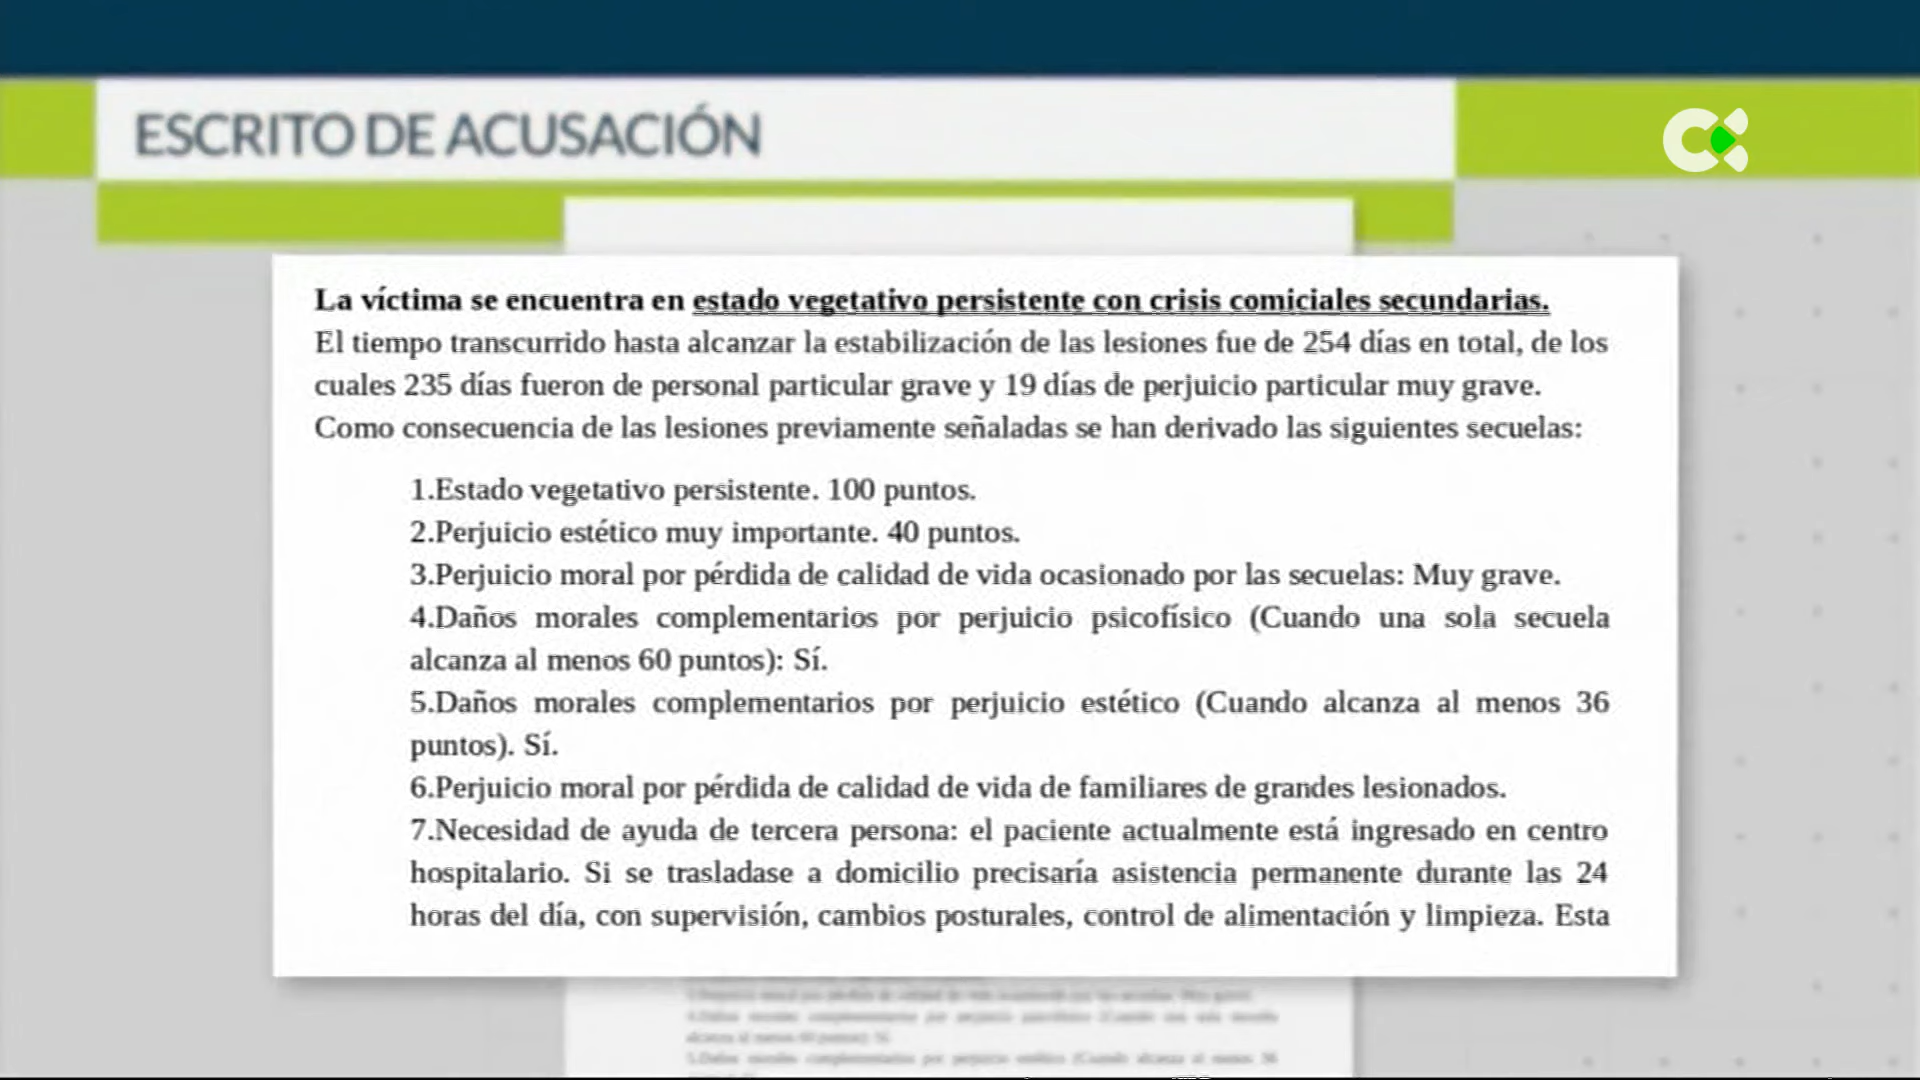 ESCRITO DE ACUSACIÓN
La víctima se encuentra en estado vegetativo persistente con crisis comiciales secundarias.
El tiempo transcurrido hasta alcanzar la estabilización de las lesiones fue de 254 días en total, de los
cuales 235 días fueron de personal particular grave y 19 días de perjuicio particular muy grave.
Como consecuencia de las lesiones previamente señaladas se han derivado las siguientes secuelas:
1.Estado vegetativo persistente. 100 puntos.
2.Perjuicio estético muy importante. 40 puntos.
3.Perjuicio moral por pérdida de calidad de vida ocasionado por las secuelas: Muy grave.
4.Daños morales complementarios por perjuicio psicofísico (Cuando una sola secuela
alcanza al menos 60 puntos): Sí.
5.Daños morales complementarios por perjuicio estético (Cuando alcanza al menos 36
puntos). Sí.
6.Perjuicio moral por pérdida de calidad de vida de familiares de grandes lesionados.
7.Necesidad de ayuda de tercera persona: el paciente actualmente está ingresado en centro
hospitalario. Si se trasladase a domicilio precisaría asistencia permanente durante las 24
horas del día, con supervisión, cambios posturales, control de alimentación y limpieza. Esta